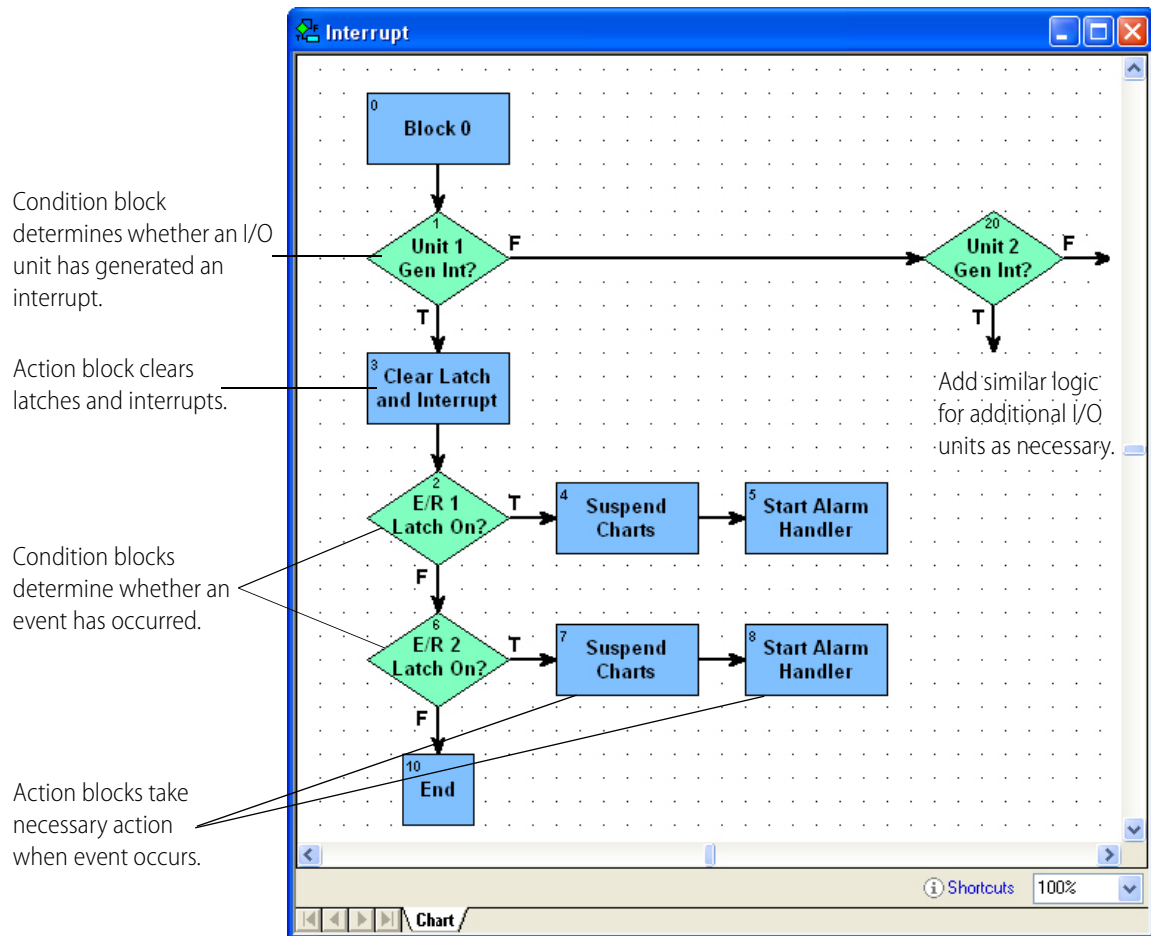 Interrupt
0
Block 0
Condition block
determines whether an I/O
unit has generated an
interrupt.
1
Unit 1
Gen Int?
F
T
20
Unit 2
Gen Int?
F
T
Action block clears
latches and interrupts.
3
Clear Latch
and Interrupt
Add similar logic
for additional I/O
units as necessary.
2
E/R 1
Latch On?
T
F
4
Suspend
Charts
5
Start Alarm
Handler
Condition blocks
determine whether an
event has occurred.
6
E/R 2
Latch On?
T
F
7
Suspend
Charts
8
Start Alarm
Handler
10
End
Action blocks take
necessary action
when event occurs.
Shortcuts
100%
Chart